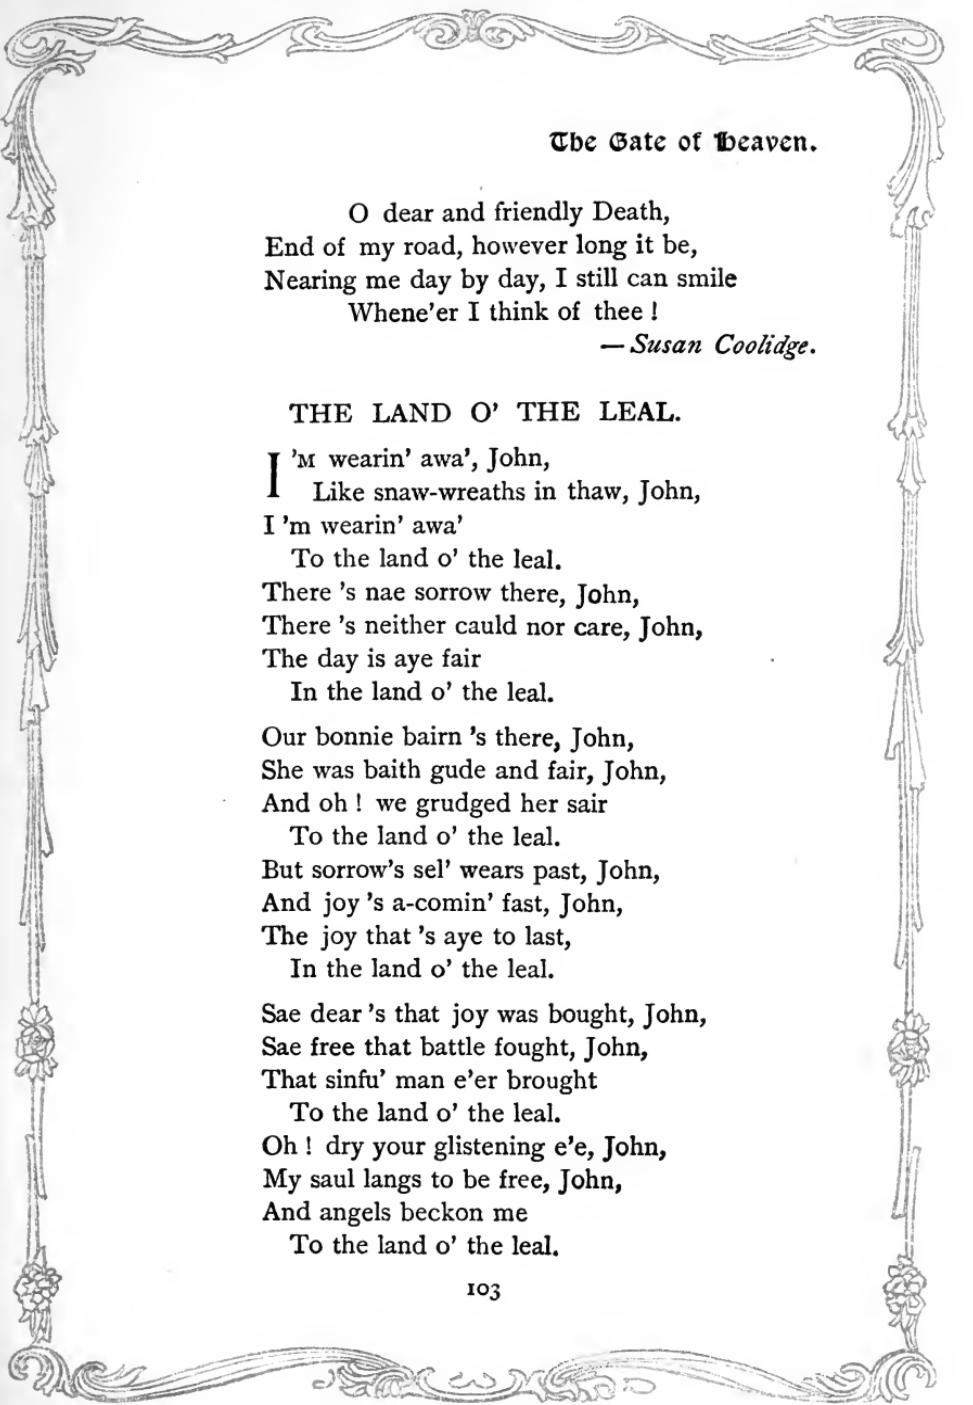 The Gate of Heaven.
O dear and friendly Death,
End of my road, however long it be,
Nearing me day by day, I still can smile
Whene'er I think of thee !
— Susan Coolidge.
THE LAND O' THE LEAL.
I 'M wearin' awa', John,
Like snaw-wreaths in thaw, John,
I 'm wearin' awa'
To the land o' the leal.
There 's nae sorrow there, John,
There 's neither cauld nor care, John,
The day is aye fair
In the land o' the leal.
Our bonnie bairn 's there, John,
She was baith gude and fair, John,
And oh ! we grudged her sair
To the land o' the leal.
But sorrow's sel' wears past, John,
And joy 's a-comin' fast, John,
The joy that 's aye to last,
In the land o' the leal.
Sae dear 's that joy was bought, John,
Sae free that battle fought, John,
That sinfu' man e'er brought
To the land o' the leal.
Oh ! dry your glistening e'e, John,
My saul langs to be free, John,
And angels beckon me
To the land o' the leal.
103